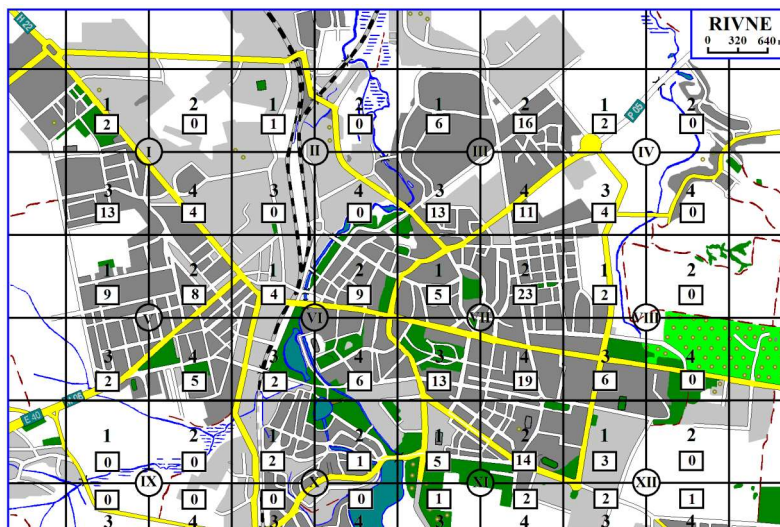 RIVNE
0 320 640 m
H 22
P 05
1 2 1 2 1 2 1 2
2 0 1 0 6 16 2 0
I II III IV
3 4 3 4 3 4 3 4
13 4 0 0 13 11 4 0
1 2 1 2 1 2 1 2
9 8 4 9 5 23 2 0
V VI VII VIII
3 4 3 4 3 4 3 4
2 5 2 6 13 19 6 0
E 40
1 2 1 2 1 2 1 2
0 0 2 1 5 14 3 0
IX X XI XII
0 0 0 0 1 2 2 1
3 4 3 4 3 4 3 4